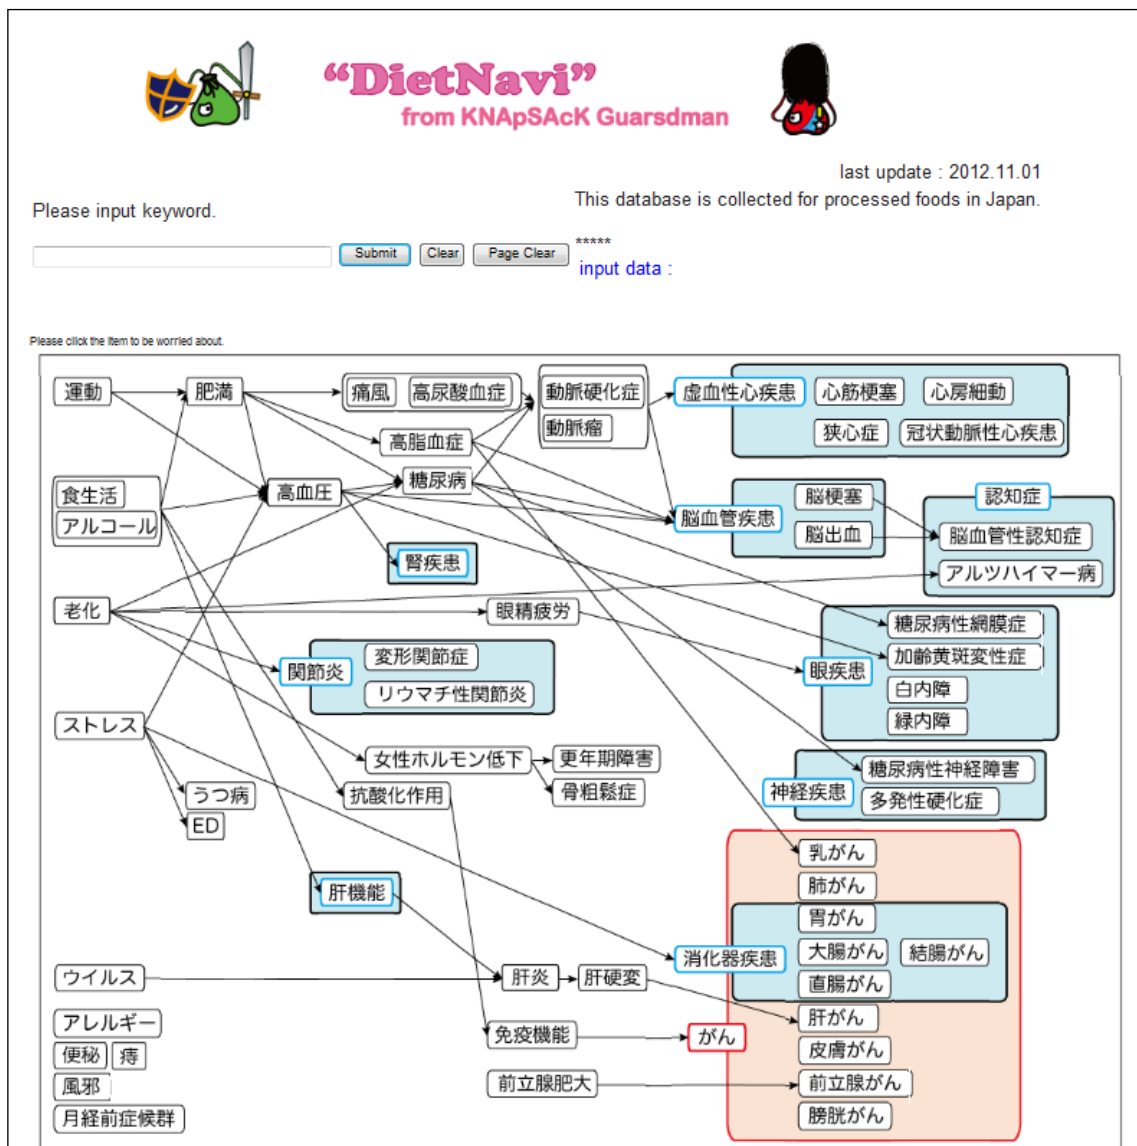 “DietNavi”
from KNApSAcK Guarsdman
last update : 2012.11.01
This database is collected for processed foods in Japan.
Please input keyword.
Submit Clear Page Clear
*****
input data :
Please click the item to be worried about.
運動 肥満 痛風 高尿酸血症 動脈硬化症 虚血性心疾患 心筋梗塞 心房細動
高脂血症 動脈瘤 狭心症 冠状動脈性心疾患
食生活 高血圧 糖尿病 脳梗塞 認知症
アルコール 脳血管疾患 脳出血 脳血管性認知症
腎疾患 アルツハイマー病
老化 眼精疲労 糖尿病性網膜症
関節炎 変形関節症 眼疾患 加齢黄斑変性症
リウマチ性関節炎 白内障
ストレス 緑内障
女性ホルモン低下 更年期障害 糖尿病性神経障害
うつ病 抗酸化作用 骨粗鬆症 神経疾患 多発性硬化症
ED
乳がん
肝機能 肺がん
胃がん
消化器疾患 大腸がん 結腸がん
ウイルス 肝炎 肝硬変 直腸がん
アレルギー 肝がん
便秘 痔 免疫機能 がん 皮膚がん
風邪 前立腺肥大 前立腺がん
月経前症候群 膀胱がん